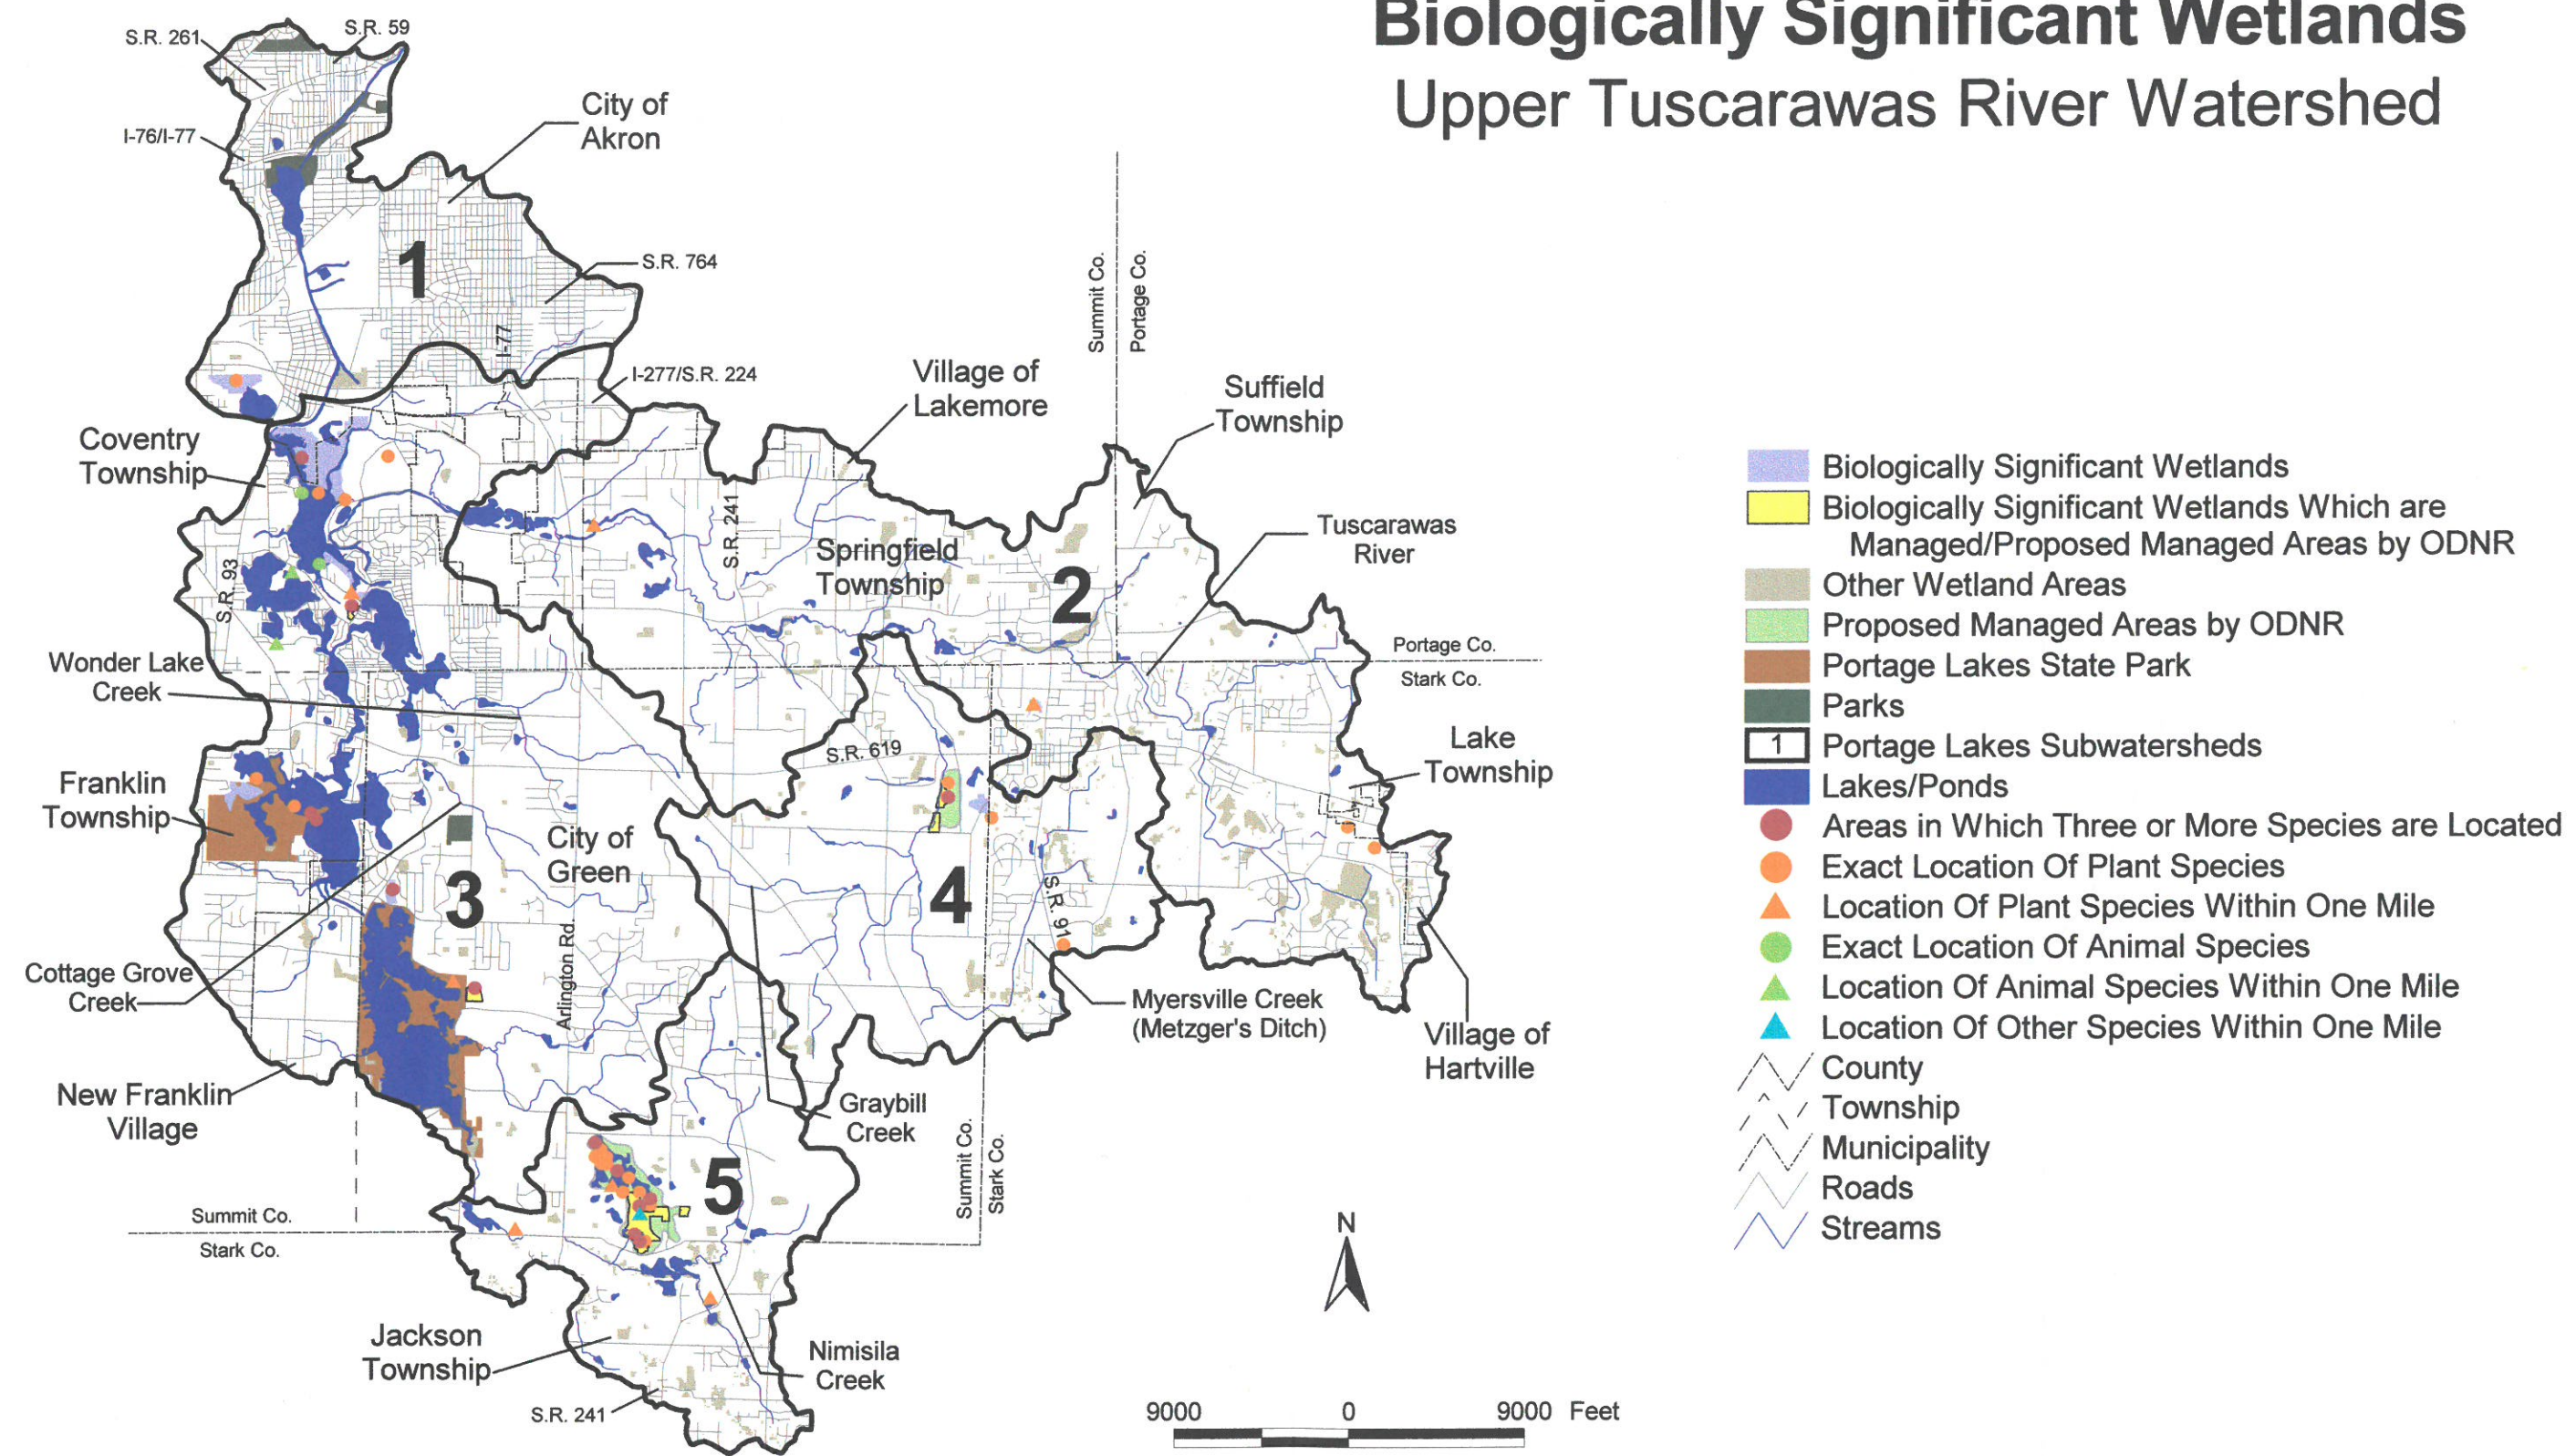 Biologically Significant Wetlands
Upper Tuscarawas River Watershed
S.R. 261
S.R. 59
City of
Akron
I-76/I-77
1
S.R. 764
I-77
I-277/S.R. 224
Summit Co.
Portage Co.
Village of
Lakemore
Suffield
Township
Coventry
Township
S.R. 241
Springfield
Township
Tuscarawas
River
2
S.R. 93
Portage Co.
Stark Co.
Wonder Lake
Creek
S.R. 619
Lake
Township
Franklin
Township
City of
Green
3
4
S.R. 91
Arlington Rd.
Cottage Grove
Creek
Myersville Creek
(Metzger's Ditch)
Village of
Hartville
New Franklin
Village
Graybill
Creek
Summit Co.
Stark Co.
5
Summit Co.
Stark Co.
N
Jackson
Township
Nimisila
Creek
S.R. 241
9000 0 9000 Feet
Biologically Significant Wetlands
Biologically Significant Wetlands Which are
Managed/Proposed Managed Areas by ODNR
Other Wetland Areas
Proposed Managed Areas by ODNR
Portage Lakes State Park
Parks
1 Portage Lakes Subwatersheds
Lakes/Ponds
Areas in Which Three or More Species are Located
Exact Location Of Plant Species
Location Of Plant Species Within One Mile
Exact Location Of Animal Species
Location Of Animal Species Within One Mile
Location Of Other Species Within One Mile
County
Township
Municipality
Roads
Streams